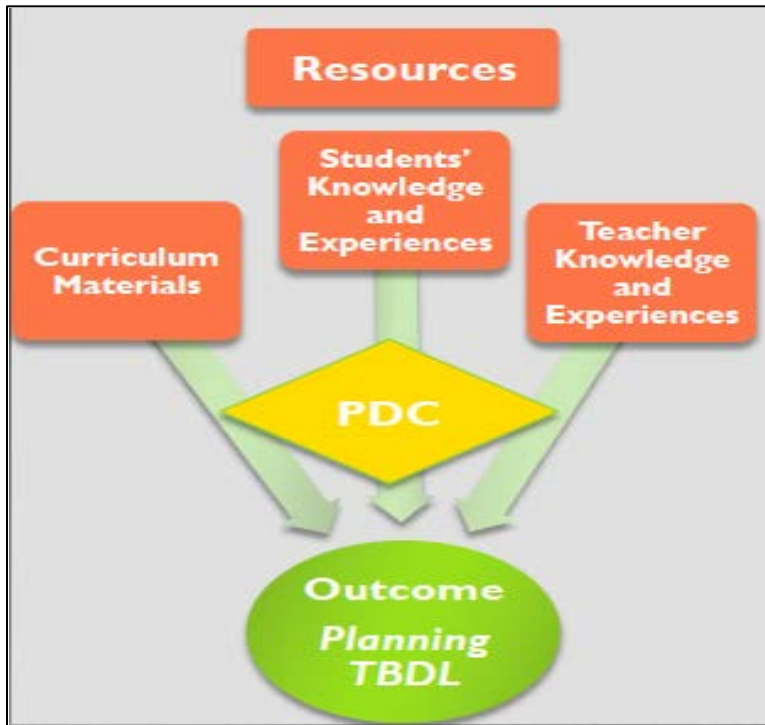 Resources
Students'
Knowledge
and
Experiences
Curriculum
Materials
Teacher
Knowledge
and
Experiences
PDC
Outcome
Planning
TBDL